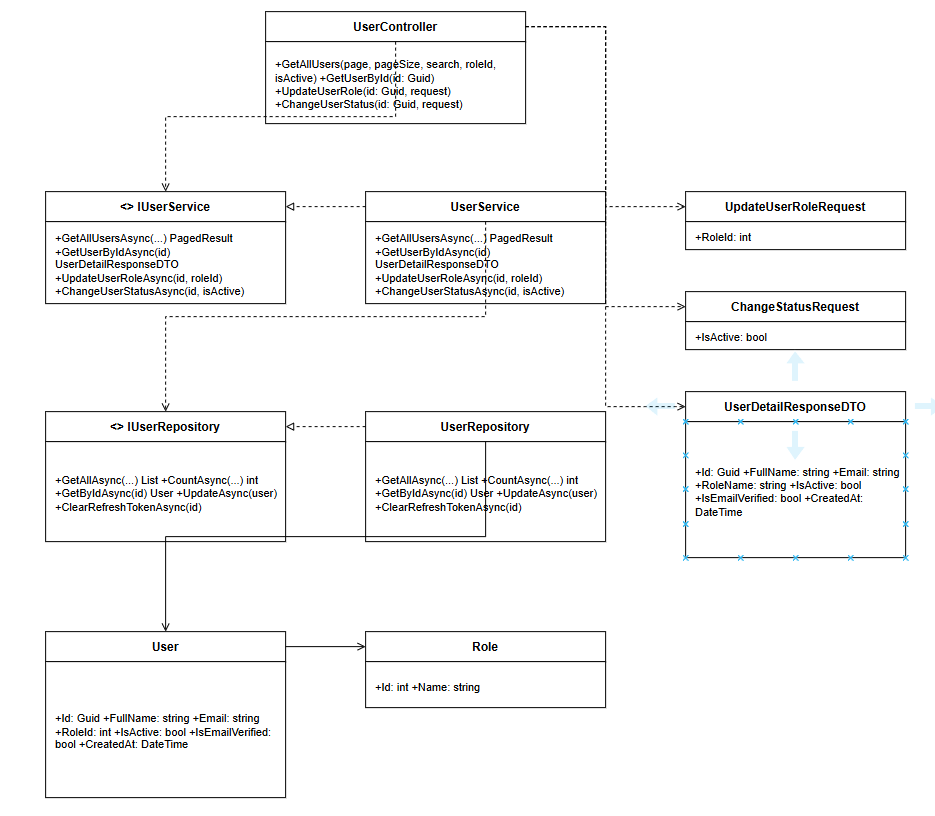 UserController
+GetAllUsers(page, pageSize, search, roleId,
isActive) +GetUserById(id: Guid)
+UpdateUserRole(id: Guid, request)
+ChangeUserStatus(id: Guid, request)
<> IUserService
+GetAllUsersAsync(...) PagedResult
+GetUserByIdAsync(id)
UserDetailResponseDTO
+UpdateUserRoleAsync(id, roleId)
+ChangeUserStatusAsync(id, isActive)
UserService
+GetAllUsersAsync(...) PagedResult
+GetUserByIdAsync(id)
UserDetailResponseDTO
+UpdateUserRoleAsync(id, roleId)
+ChangeUserStatusAsync(id, isActive)
UpdateUserRoleRequest
+RoleId: int
ChangeStatusRequest
+IsActive: bool
UserDetailResponseDTO
+Id: Guid +FullName: string +Email: string
+RoleName: string +IsActive: bool
+IsEmailVerified: bool +CreatedAt:
DateTime
<> IUserRepository
+GetAllAsync(...) List +CountAsync(...) int
+GetByIdAsync(id) User +UpdateAsync(user)
+ClearRefreshTokenAsync(id)
UserRepository
+GetAllAsync(...) List +CountAsync(...) int
+GetByIdAsync(id) User +UpdateAsync(user)
+ClearRefreshTokenAsync(id)
User
+Id: Guid +FullName: string +Email: string
+RoleId: int +IsActive: bool +IsEmailVerified:
bool +CreatedAt: DateTime
Role
+Id: int +Name: string